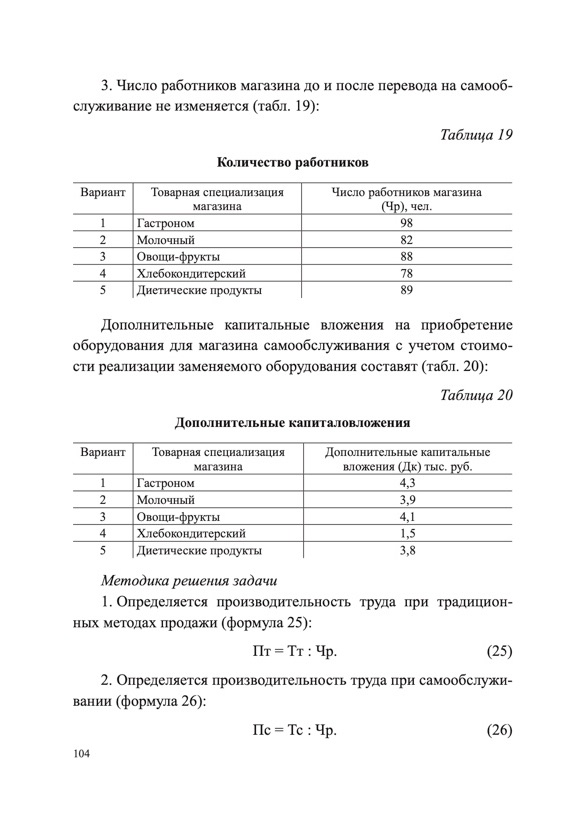 3. Число работников магазина до и после перевода на самооб-
служивание не изменяется (табл. 19):
Таблица 19
Количество работников
Вариант Товарная специализация Число работников магазина
магазина (Чр), чел.
1 Гастроном 98
2 Молочный 82
3 Овощи-фрукты 88
4 Хлебокондитерский 78
5 Диетические продукты 89
Дополнительные капитальные вложения на приобретение
оборудования для магазина самообслуживания с учетом стоимо-
сти реализации заменяемого оборудования составят (табл. 20):
Таблица 20
Дополнительные капиталовложения
Вариант Товарная специализация Дополнительные капитальные
магазина вложения (Дк) тыс. руб.
1 Гастроном 4,3
2 Молочный 3,9
3 Овощи-фрукты 4,1
4 Хлебокондитерский 1,5
5 Диетические продукты 3,8
Методика решения задачи
1. Определяется производительность труда при традицион-
ных методах продажи (формула 25):
Пт = Тт : Чр. (25)
2. Определяется производительность труда при самообслужи-
вании (формула 26):
Пс = Тс : Чр. (26)
104